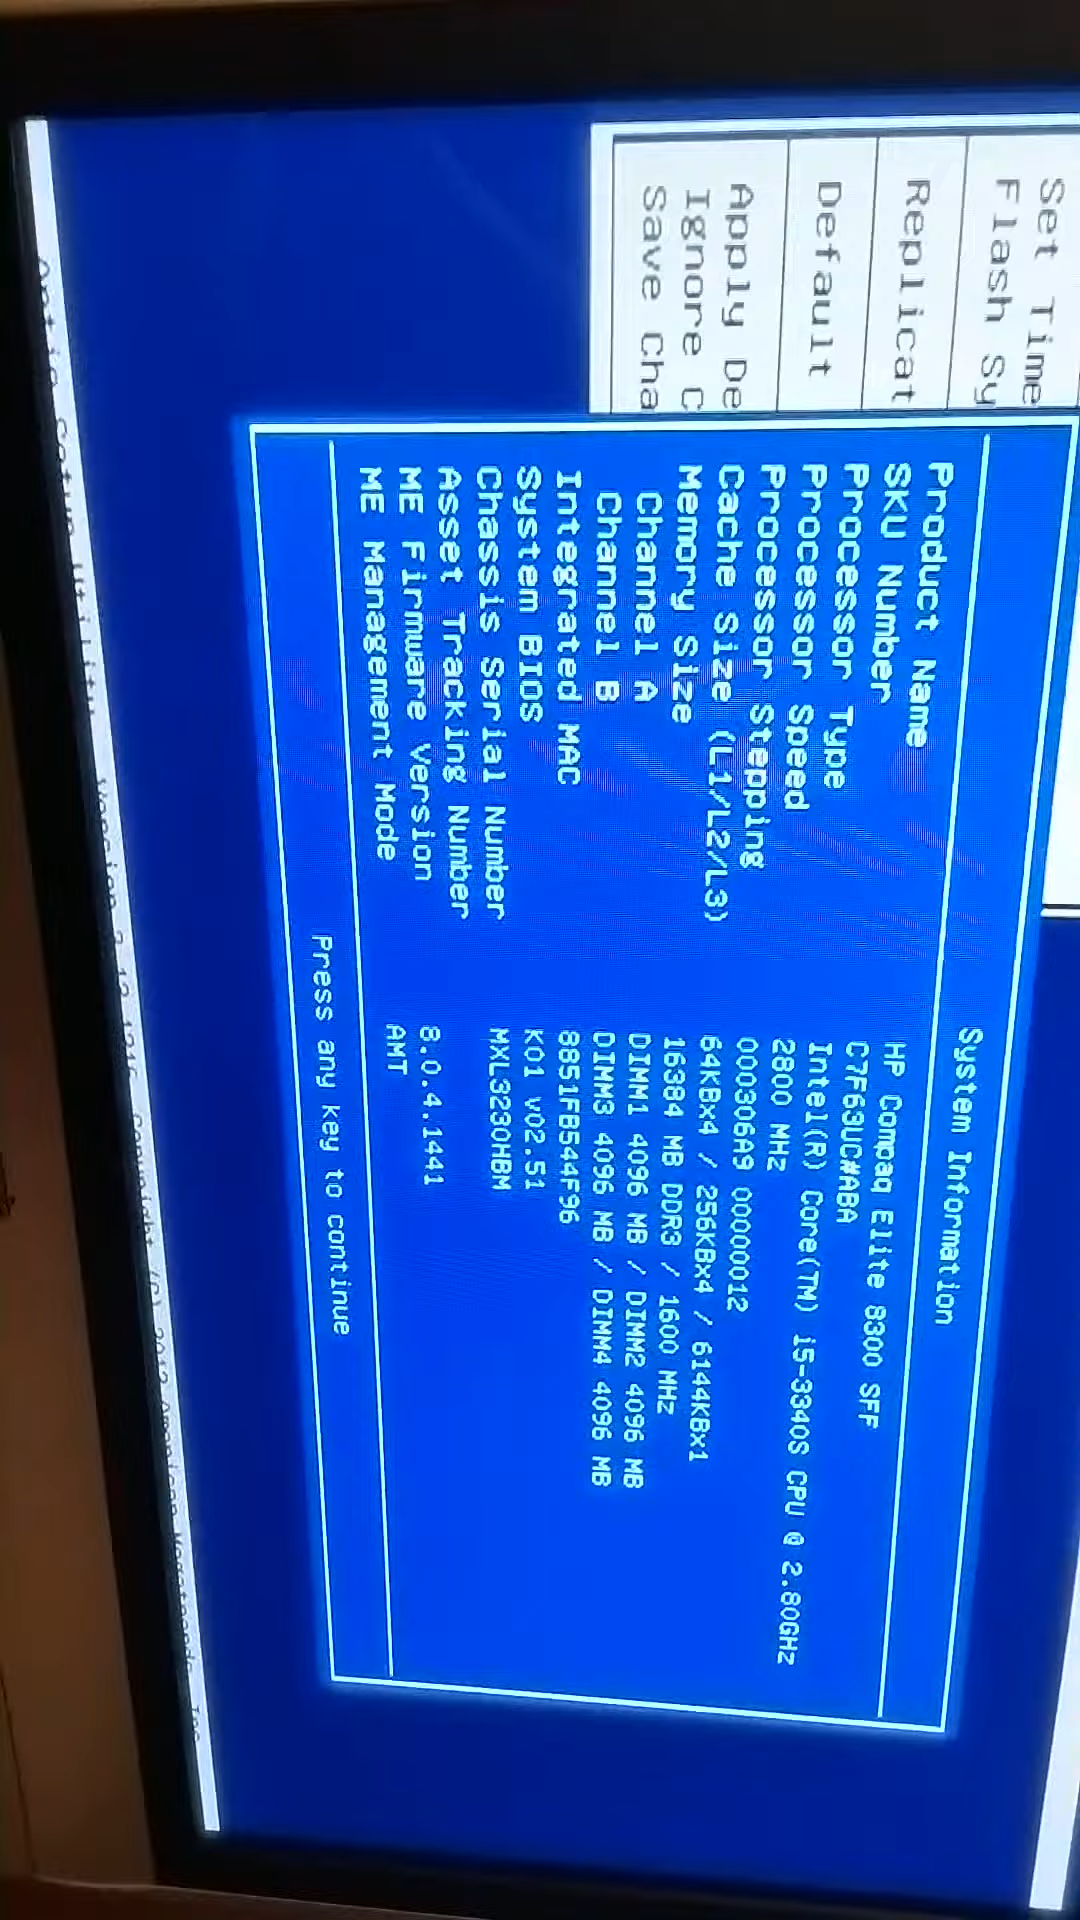 Set Time
Flash Sy
Replicat
Default
Apply De
Ignore C
Save Cha
System Information
Product Name HP Compaq Elite 8300 SFF
SKU Number C7F63UC#ABA
Processor Type Intel(R) Core(TM) i5-3340S CPU @ 2.80GHz
Processor Speed 2800 MHz
Processor Stepping 000306A9 00000012
Cache Size (L1/L2/L3) 64KBx4 / 256KBx4 / 6144KBx1
Memory Size 16384 MB DDR3 / 1600 MHz
Channel A DIMM1 4096 MB / DIMM2 4096 MB
Channel B DIMM3 4096 MB / DIMM4 4096 MB
Integrated MAC 8851FB544F96
System BIOS K01 v02.51
Chassis Serial Number MXL3230HBM
Asset Tracking Number
ME Firmware Version 8.0.4.1441
ME Management Mode AMT
Press any key to continue